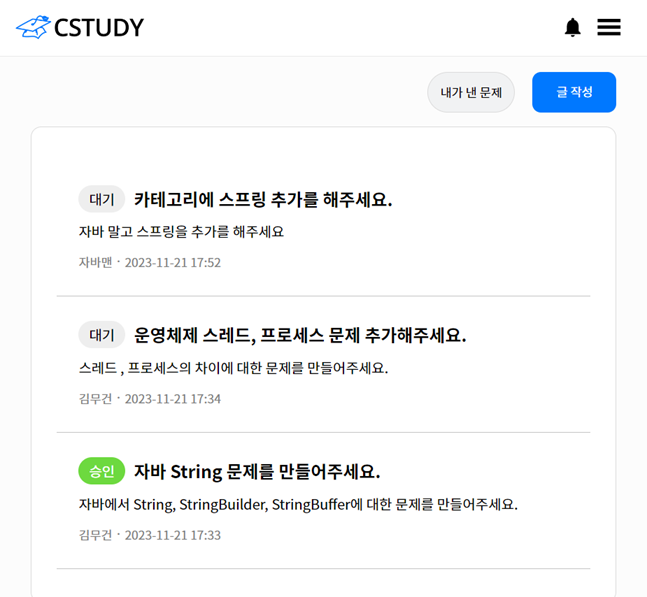 CSTUDY
내가 낸 문제
글 작성
대기 카테고리에 스프링 추가를 해주세요.
자바 말고 스프링을 추가를 해주세요
자바맨 · 2023-11-21 17:52
대기 운영체제 스레드, 프로세스 문제 추가해주세요.
스레드 , 프로세스의 차이에 대한 문제를 만들어주세요.
김무건 · 2023-11-21 17:34
승인 자바 String 문제를 만들어주세요.
자바에서 String, StringBuilder, StringBuffer에 대한 문제를 만들어주세요.
김무건 · 2023-11-21 17:33